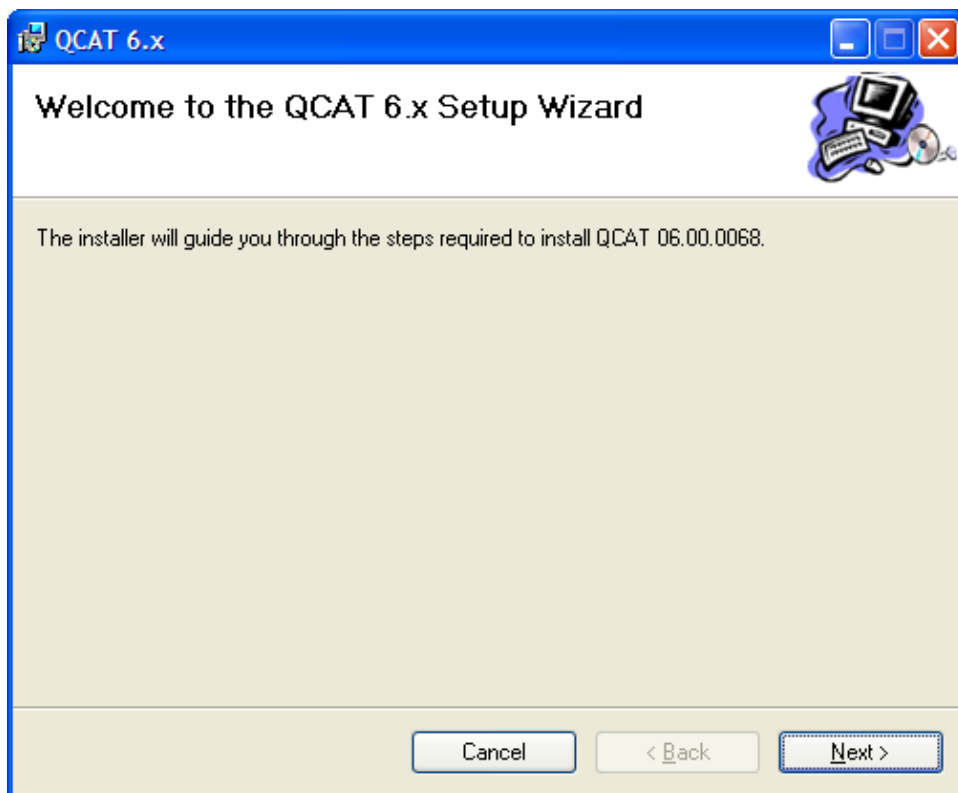 QCAT 6.x
Welcome to the QCAT 6.x Setup Wizard
The installer will guide you through the steps required to install QCAT 06.00.0068.
Cancel
< Back
Next >